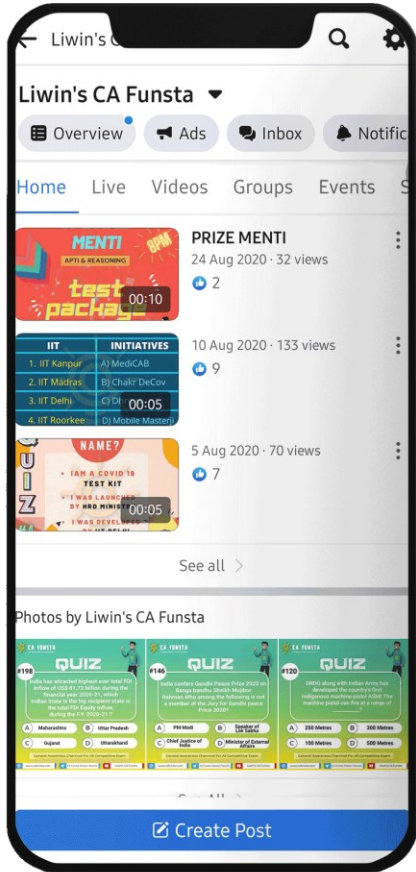 Liwin's C
Liwin's CA Funsta
Overview
Ads
Inbox
Notific
Home Live Videos Groups Events S
MENTI
8PM
APTI & REASONING
test
package
00:10
PRIZE MENTI
24 Aug 2020 · 32 views
2
IIT INITIATIVES
1. IIT Kanpur A) MediCAB
2. IIT Madras B) Chakr DeCov
3. IIT Delhi C)
4. IIT Roorkee D) Mobile Masterji
00:05
10 Aug 2020 · 133 views
9
QUIZ
NAME?
• I AM A COVID 19
TEST KIT
• I WAS LAUNCHED
BY HRD MINIST
• I WAS DEVELOPED
00:05
5 Aug 2020 · 70 views
7
See all
Photos by Liwin's CA Funsta
CA FUNSTA
QUIZ
#198
India has attracted highest ever total FDI
inflow of US$ 81.72 billion during the
financial year 2020-21, which
Indian State is the top recipient state in
the total FDI Equity inflow.
during the F.Y. 2020-21 ?
A Maharashtra B Uttar Pradesh
C Gujarat D Uttarakhand
CA FUNSTA
QUIZ
#146
India confers Gandhi Peace Prize 2020 on
Banga bandhu Sheikh Mujibur
Rahman. Who among the following is not
a member of the Jury for Gandhi peace
Prize 2020?
A PM Modi B Speaker of Lok Sabha
C Chief Justice of India D Minister of External Affairs
CA FUNSTA
QUIZ
#120
DRDO along with Indian Army has
developed the country's first
indigenous machine pistol ASMI. The
machine pistol can fire at a range of
A 250 Metres B 300 Metres
C 100 Metres D 500 Metres
See All
Create Post